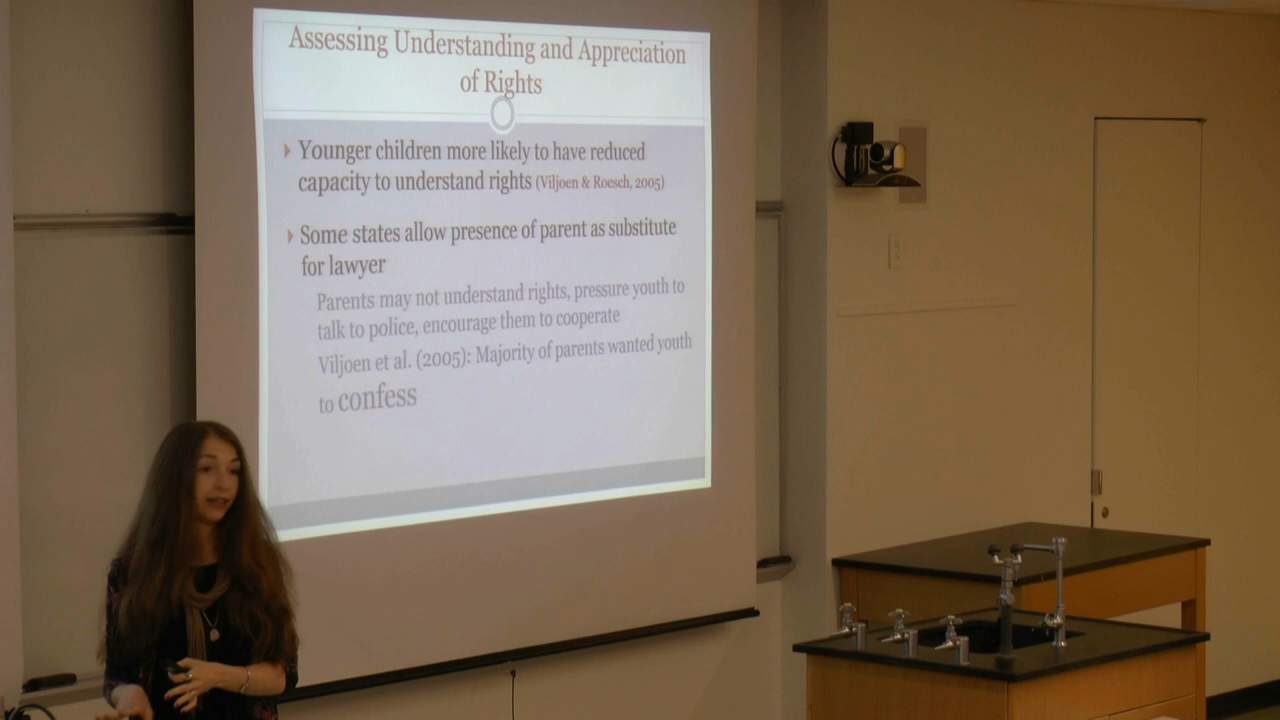 Assessing Understanding and Appreciation
of Rights
Younger children more likely to have reduced
capacity to understand rights (Viljoen & Roesch, 2005)
Some states allow presence of parent as substitute
for lawyer
Parents may not understand rights, pressure youth to
talk to police, encourage them to cooperate
Viljoen et al. (2005): Majority of parents wanted youth
to confess